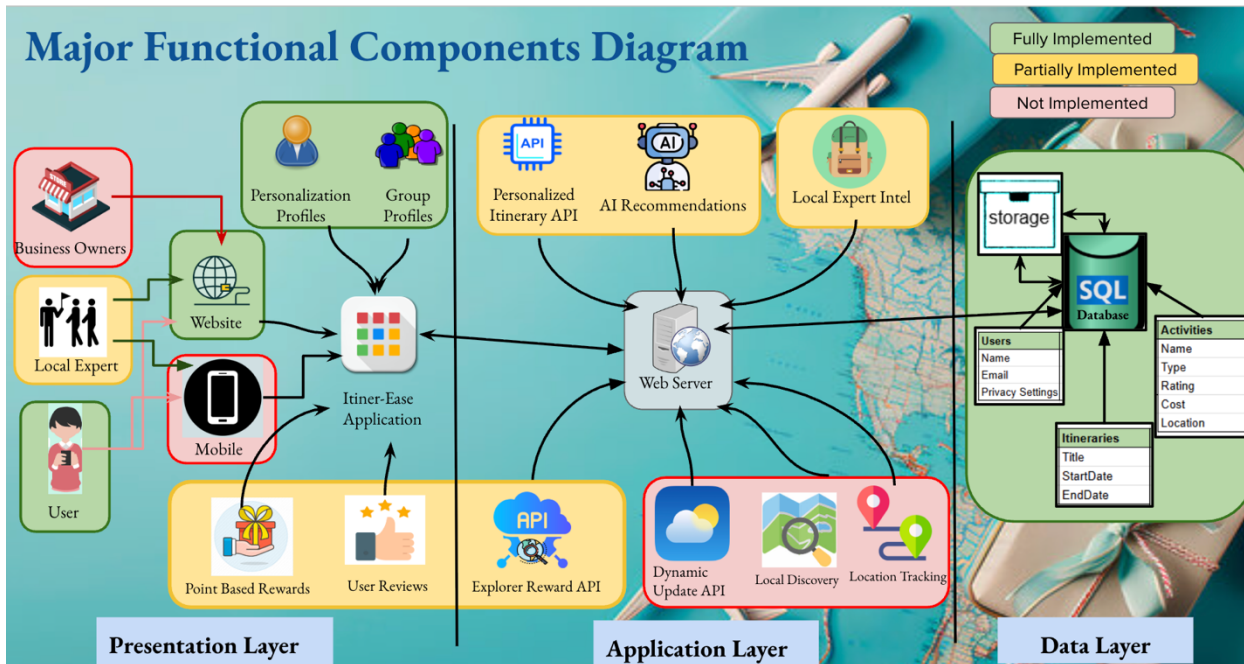 Major Functional Components Diagram
Fully Implemented
Partially Implemented
Not Implemented
Personalization
Profiles
Group
Profiles
API
Personalized
Itinerary API
AI
AI Recommendations
Local Expert Intel
Business Owners
Website
Local Expert
Mobile
User
Itiner-Ease
Application
Web Server
storage
SQL
Database
Users
Name
Email
Privacy Settings
Activities
Name
Type
Rating
Cost
Location
Itineraries
Title
StartDate
EndDate
Point Based Rewards
User Reviews
API
Explorer Reward API
Dynamic
Update API
Local Discovery
Location Tracking
Presentation Layer
Application Layer
Data Layer